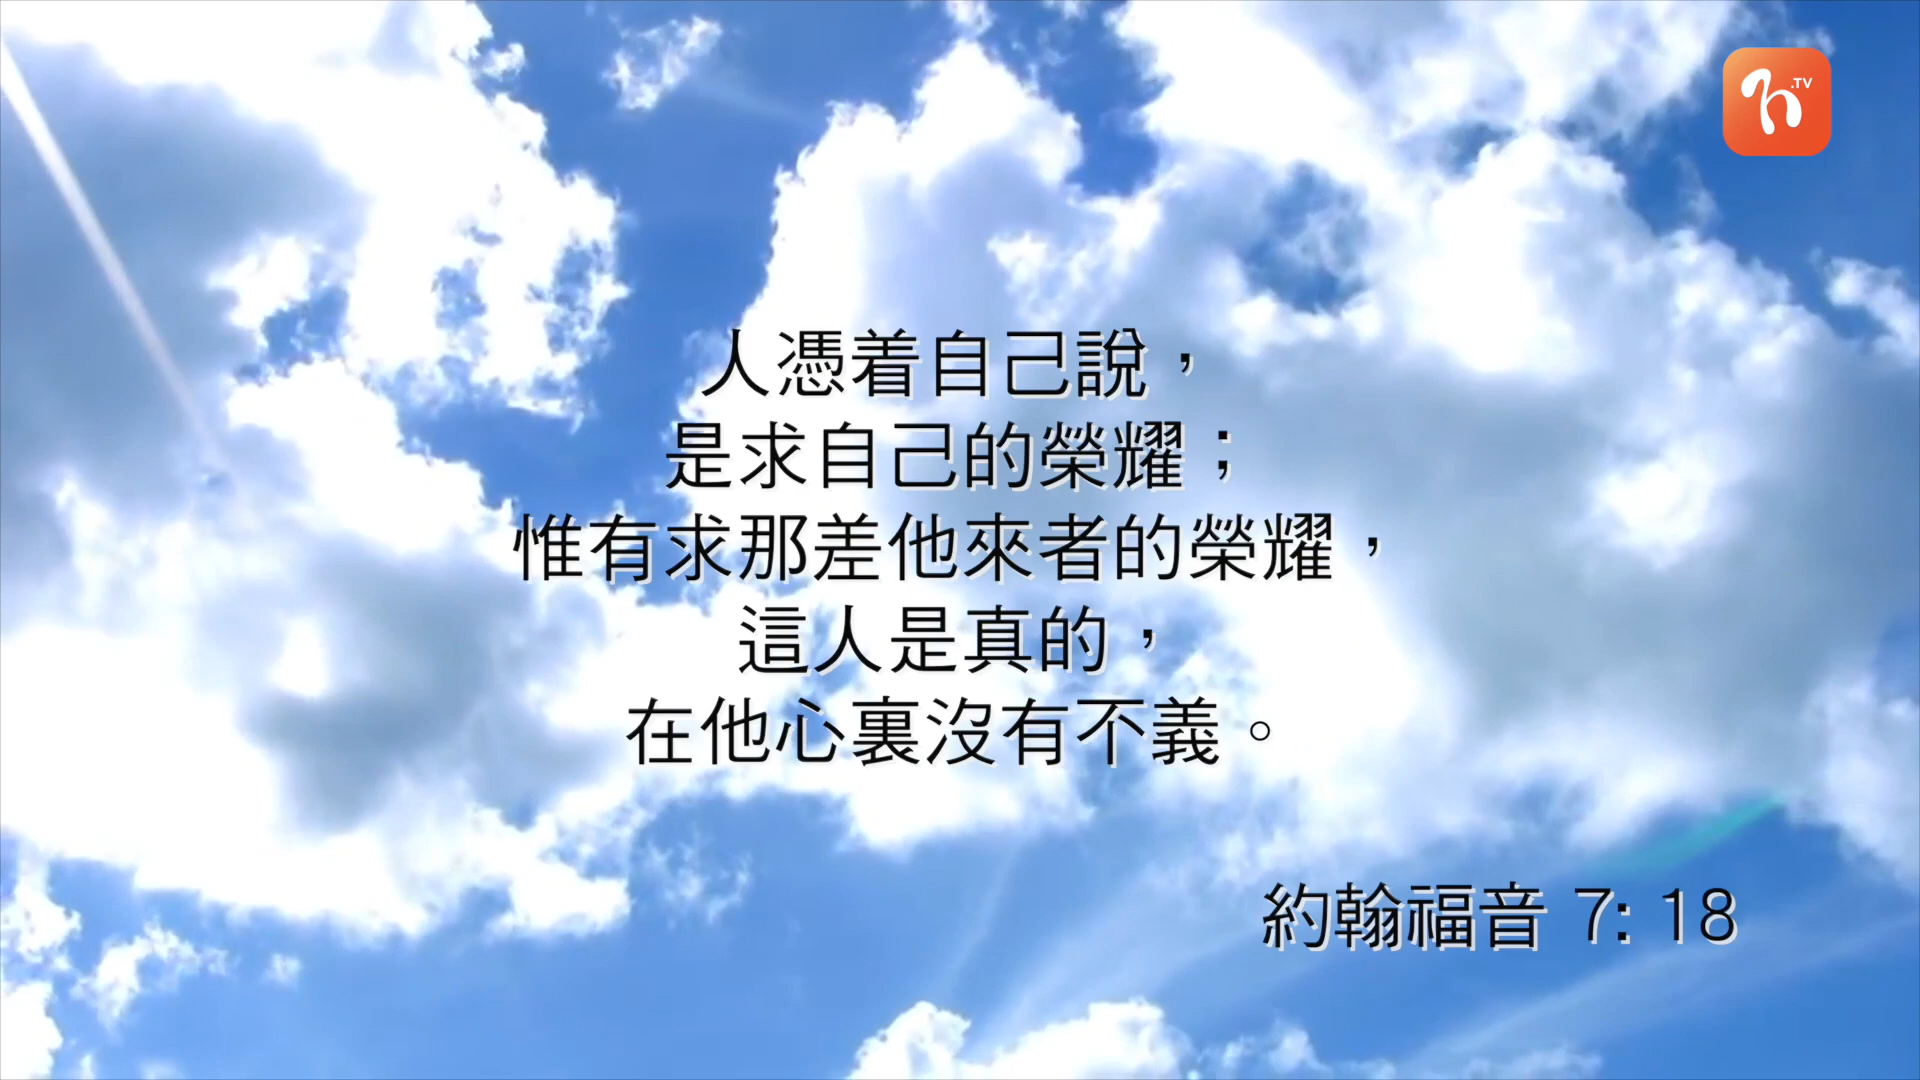 h.TV
人憑着自己說，
是求自己的榮耀；
惟有求那差他來者的榮耀，
這人是真的，
在他心裏沒有不義。
約翰福音 7: 18